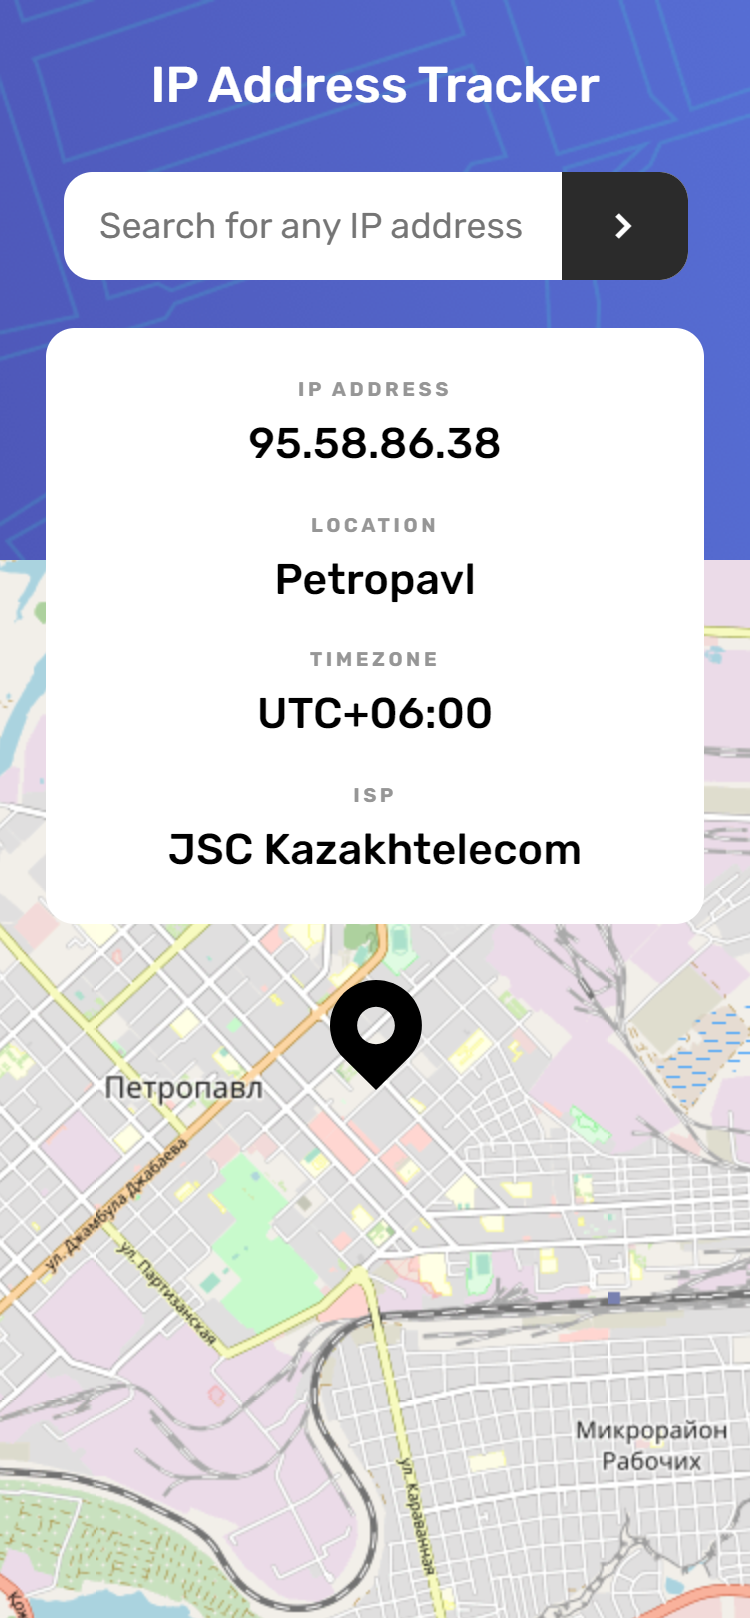 IP Address Tracker
Search for any IP address
IP ADDRESS
95.58.86.38
LOCATION
Petropavl
TIMEZONE
UTC+06:00
ISP
JSC Kazakhtelecom
Петропавл
ул. Джамбула Джабаева
ул. Партизанская
Микрорайон
Рабочих
ул. Караванная